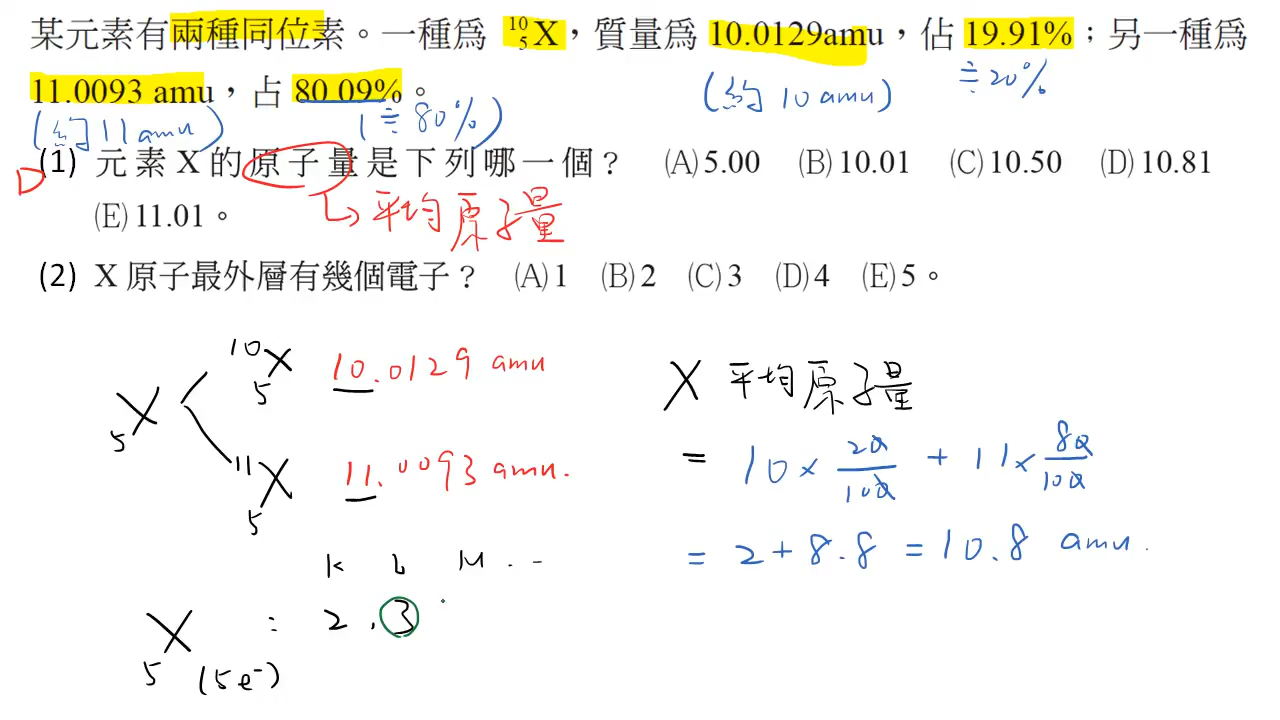 某元素有兩種同位素。一種為 ¹⁰₅X，質量為 10.0129amu，佔 19.91%；另一種為
11.0093 amu，占 80.09%。
(約 10 amu)
≒20%
(約 11 amu)
(≒80%)
D
(1) 元素 X 的原子量是下列哪一個？ (A) 5.00 (B) 10.01 (C) 10.50 (D) 10.81
(E) 11.01。
↳ 平均原子量
(2) X 原子最外層有幾個電子？ (A) 1 (B) 2 (C) 3 (D) 4 (E) 5。
₅X
¹⁰₅X 10.0129 amu
¹¹₅X 11.0093 amu.
X 平均原子量
= 10 × 20/100 + 11 × 80/100
= 2 + 8.8 = 10.8 amu.
K L M . . -
₅X : 2 , 3
(5e⁻)